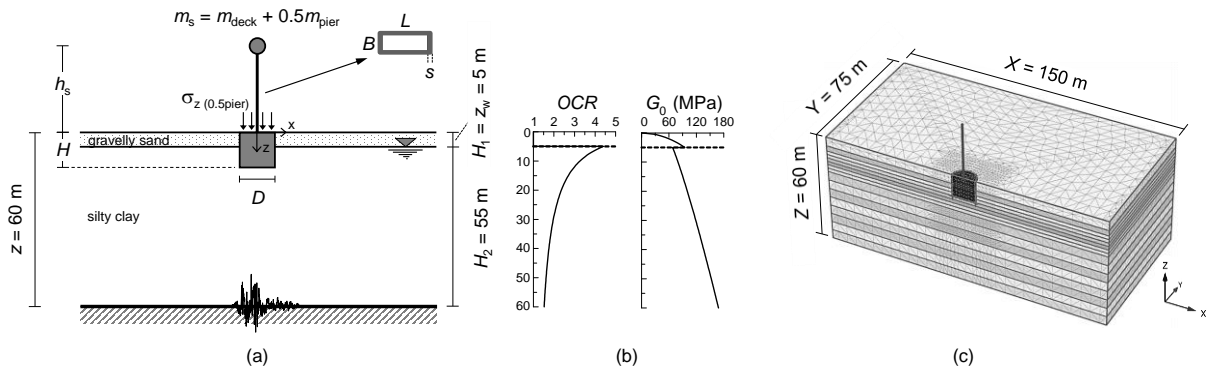 m_s = m_deck + 0.5m_pier
L
B
s
h_s
σ_z (0.5pier)
x
gravelly sand
z
H
D
z = 60 m
silty clay
H_1 = z_w = 5 m
H_2 = 55 m
(a)
OCR
1 2 3 4 5
0
10
20
30
40
50
60
G_0 (MPa)
0 60 120 180
(b)
X = 150 m
Y = 75 m
Z = 60 m
z
Y
x
(c)